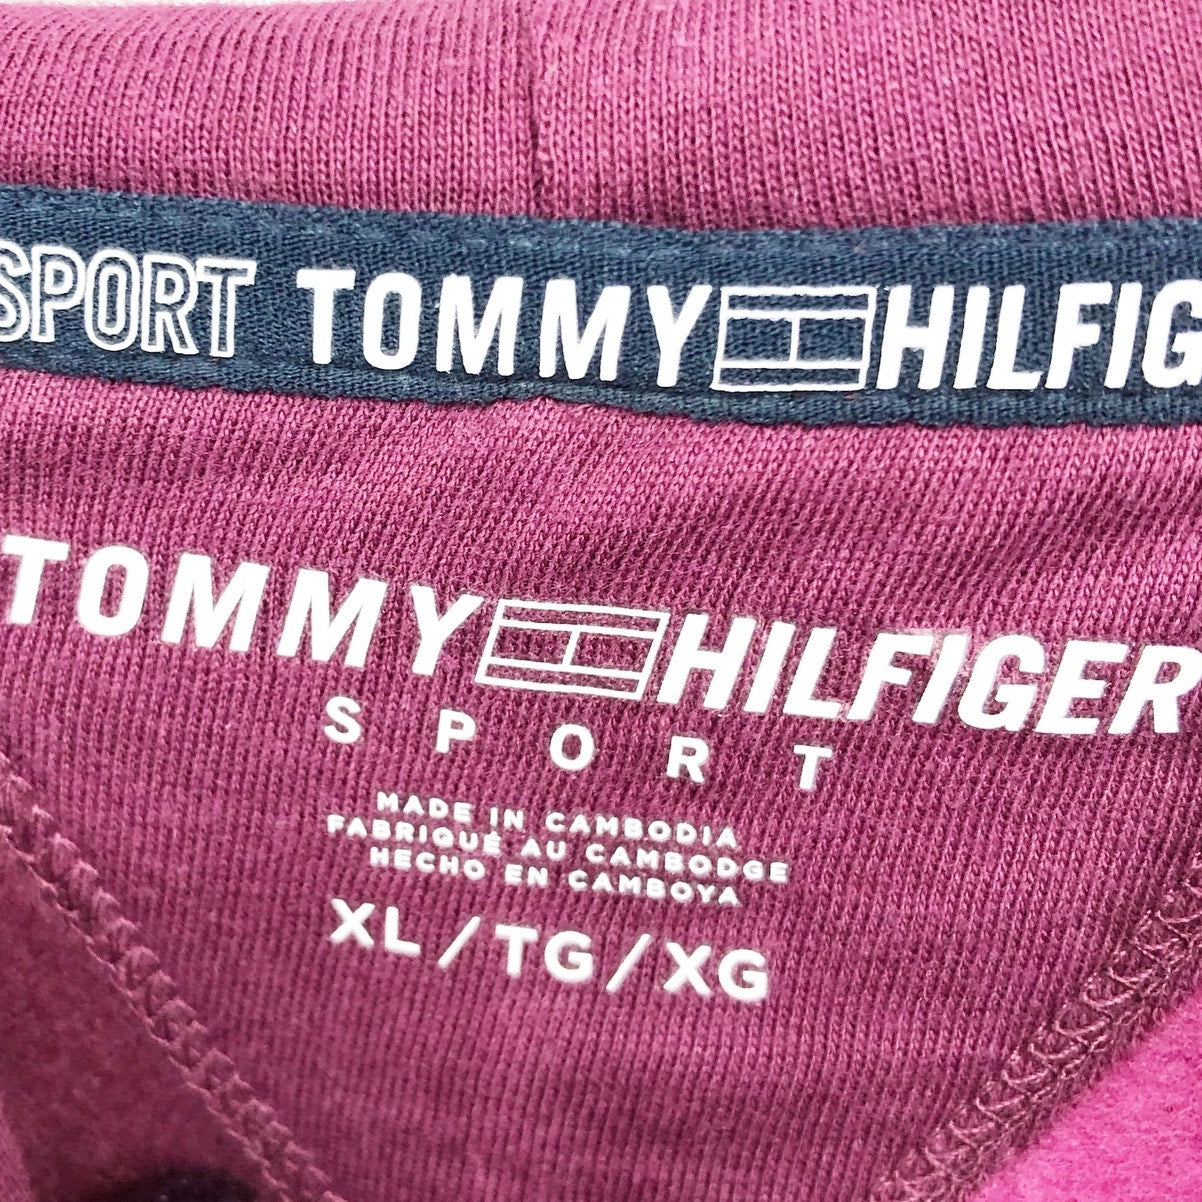 SPORT TOMMY HILFIG
TOMMY HILFIGER
SPORT
MADE IN CAMBODIA
FABRIQUÉ AU CAMBODGE
HECHO EN CAMBOYA
XL/TG/XG